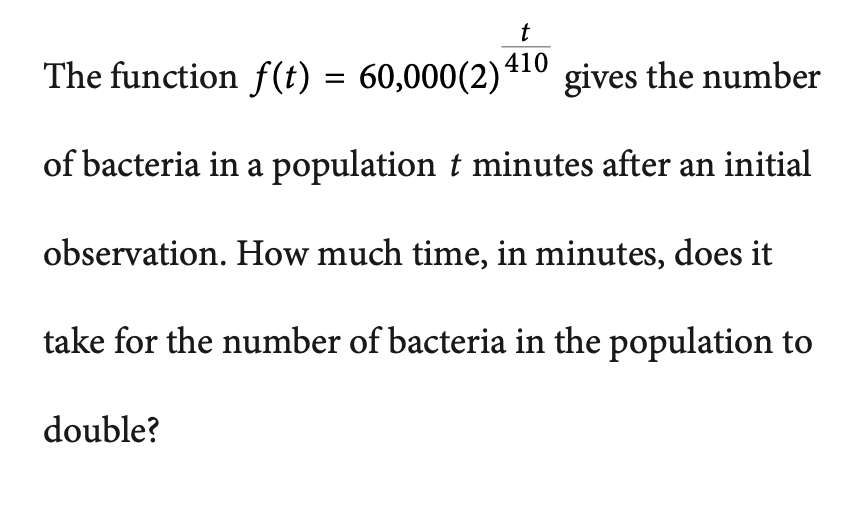 The function f(t) = 60,000(2)^(t/410) gives the number
of bacteria in a population t minutes after an initial
observation. How much time, in minutes, does it
take for the number of bacteria in the population to
double?